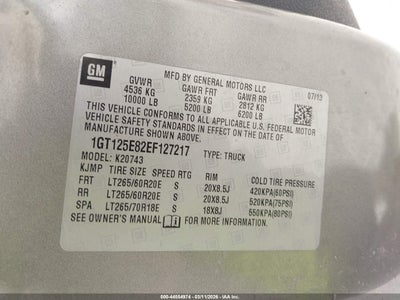 GM
MFD BY GENERAL MOTORS LLC
07/13
GVWR GAWR FRT GAWR RR
4536 KG 2359 KG 2812 KG
10000 LB 5200 LB 6200 LB
THIS VEHICLE CONFORMS TO ALL APPLICABLE U.S.
FEDERAL MOTOR VEHICLE SAFETY STANDARDS
IN EFFECT ON THE DATE OF MANUFACTURE SHOWN ABOVE.
1GT125E82EF127217 TYPE: TRUCK
MODEL: K20743
KJMP TIRE SIZE SPEED RTG RIM COLD TIRE PRESSURE
FRT LT265/60R20E S 20X8.5J 420KPA(60PSI)
RR LT265/60R20E S 20X8.5J 520KPA(75PSI)
SPA LT265/70R18E S 18X8J 550KPA(80PSI)
SEE OWNER'S MANUAL FOR MORE INFORMATION.
80-44554974 - 03/11/2026 - IAAI.COM